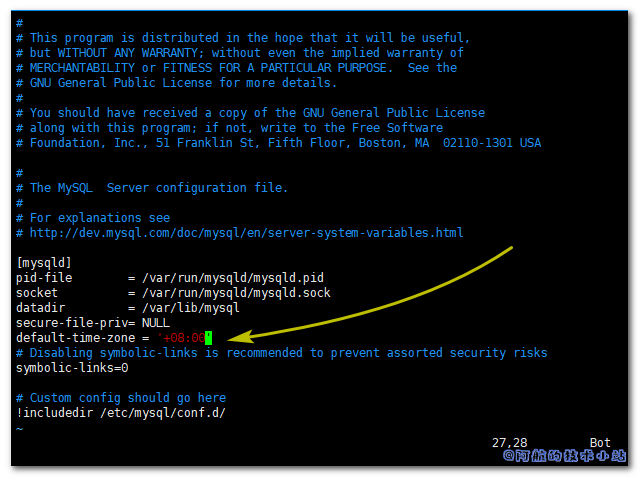 #
# This program is distributed in the hope that it will be useful,
# but WITHOUT ANY WARRANTY; without even the implied warranty of
# MERCHANTABILITY or FITNESS FOR A PARTICULAR PURPOSE.  See the
# GNU General Public License for more details.
#
# You should have received a copy of the GNU General Public License
# along with this program; if not, write to the Free Software
# Foundation, Inc., 51 Franklin St, Fifth Floor, Boston, MA  02110-1301 USA
#
# The MySQL  Server configuration file.
#
# For explanations see
# http://dev.mysql.com/doc/mysql/en/server-system-variables.html
[mysqld]
pid-file        = /var/run/mysqld/mysqld.pid
socket          = /var/run/mysqld/mysqld.sock
datadir         = /var/lib/mysql
secure-file-priv= NULL
default-time-zone = '+08:00'
# Disabling symbolic-links is recommended to prevent assorted security risks
symbolic-links=0
# Custom config should go here
!includedir /etc/mysql/conf.d/
~
27,28 Bot
@阿航的技术小站